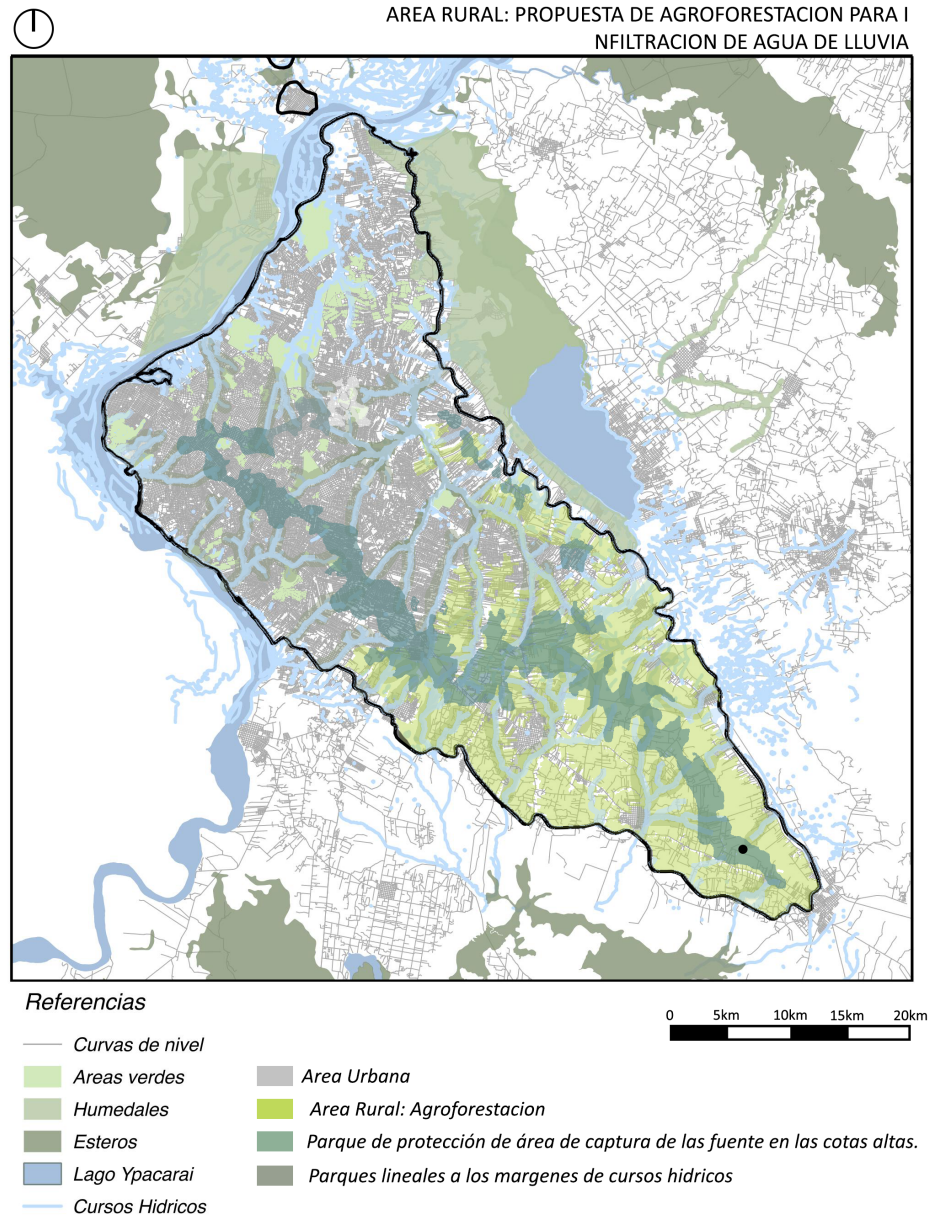 AREA RURAL: PROPUESTA DE AGROFORESTACION PARA I
NFILTRACION DE AGUA DE LLUVIA
Referencias
Curvas de nivel
Areas verdes
Humedales
Esteros
Lago Ypacarai
Cursos Hidricos
Area Urbana
Area Rural: Agroforestacion
Parque de protección de área de captura de las fuente en las cotas altas.
Parques lineales a los margenes de cursos hidricos
0 5km 10km 15km 20km